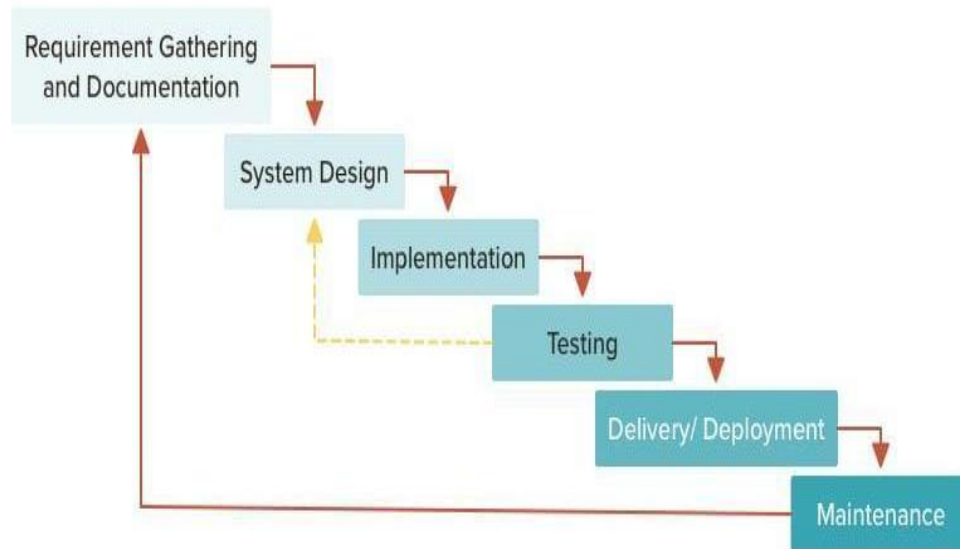 Requirement Gathering
and Documentation
System Design
Implementation
Testing
Delivery/ Deployment
Maintenance